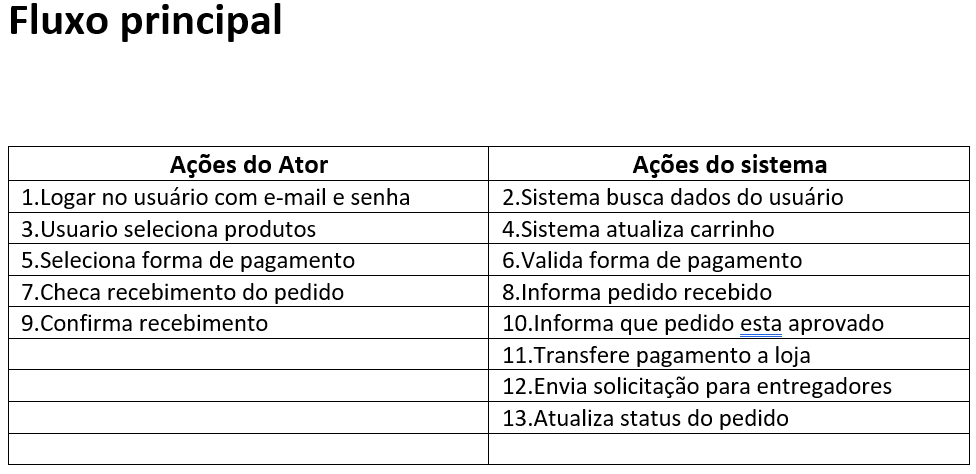 Fluxo principal
Ações do Ator Ações do sistema
1.Logar no usuário com e-mail e senha 2.Sistema busca dados do usuário
3.Usuario seleciona produtos 4.Sistema atualiza carrinho
5.Seleciona forma de pagamento 6.Valida forma de pagamento
7.Checa recebimento do pedido 8.Informa pedido recebido
9.Confirma recebimento 10.Informa que pedido esta aprovado
11.Transfere pagamento a loja
12.Envia solicitação para entregadores
13.Atualiza status do pedido